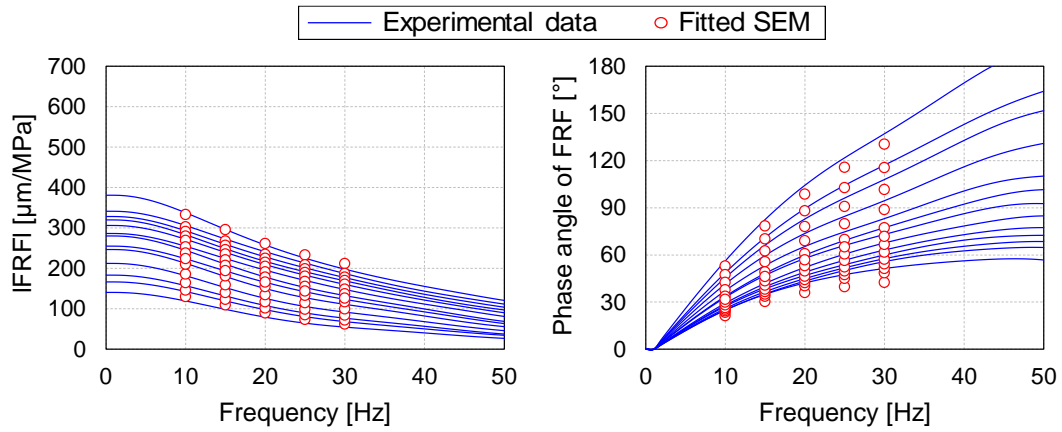 Experimental data
Fitted SEM
700
600
500
400
300
200
100
0
0 10 20 30 40 50
Frequency [Hz]
|FRF| [µm/MPa]
180
150
120
90
60
30
0
0 10 20 30 40 50
Frequency [Hz]
Phase angle of FRF [°]